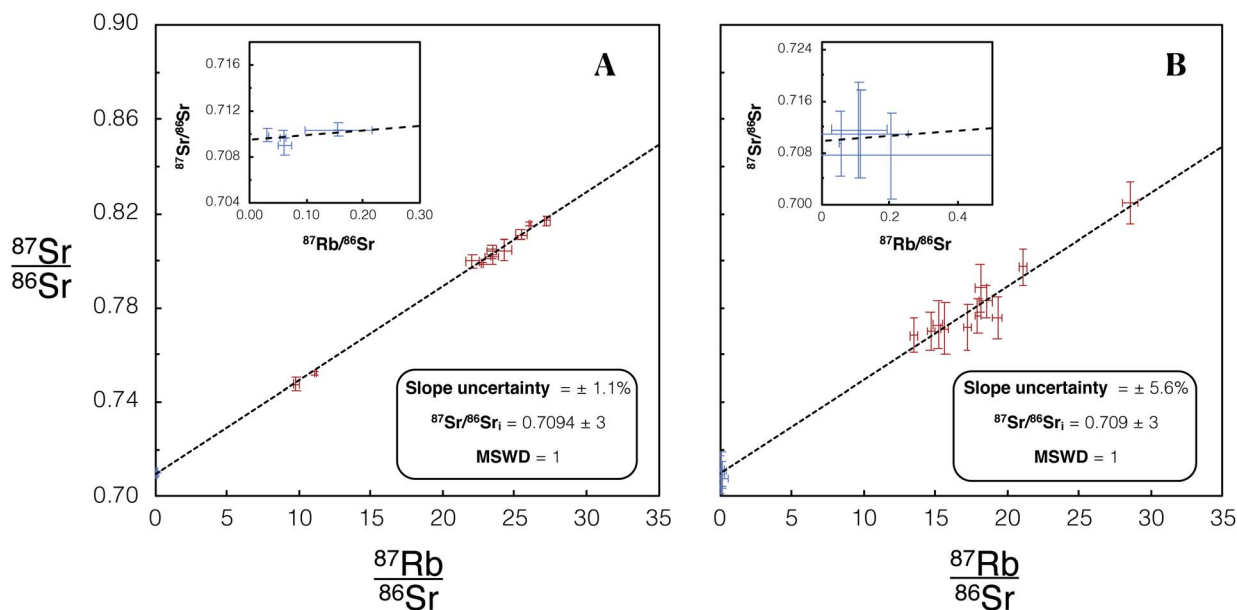 A
0.90
0.86
0.82
0.78
0.74
0.70
⁸⁷Sr
⁸⁶Sr
0.716
0.712
0.708
0.704
⁸⁷Sr/⁸⁶Sr
0.00 0.10 0.20 0.30
⁸⁷Rb/⁸⁶Sr
Slope uncertainty = ± 1.1%
⁸⁷Sr/⁸⁶Srᵢ = 0.7094 ± 3
MSWD = 1
0 5 10 15 20 25 30 35
⁸⁷Rb
⁸⁶Sr
B
0.724
0.716
0.708
0.700
⁸⁷Sr/⁸⁶Sr
0 0.2 0.4
⁸⁷Rb/⁸⁶Sr
Slope uncertainty = ± 5.6%
⁸⁷Sr/⁸⁶Srᵢ = 0.709 ± 3
MSWD = 1
0 5 10 15 20 25 30 35
⁸⁷Rb
⁸⁶Sr